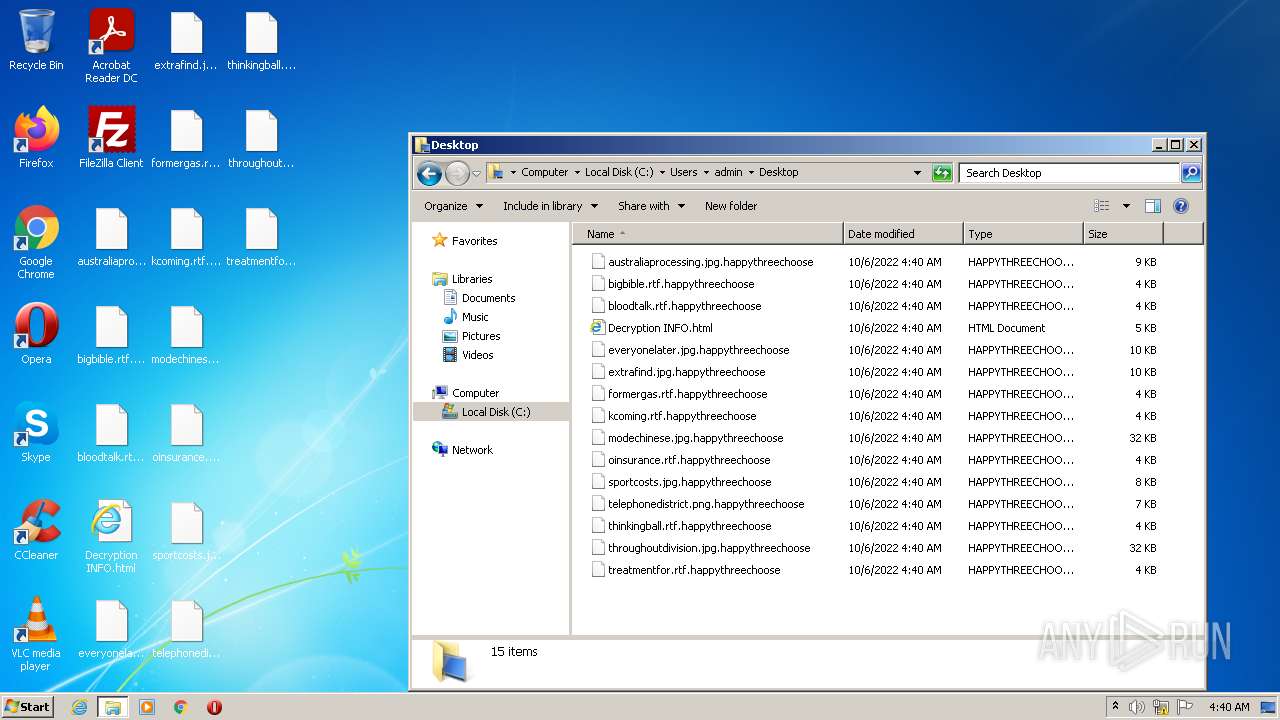 Recycle Bin
Acrobat
Reader DC
extrafind.j...
thinkingball....
Firefox
FileZilla Client
formergas.r...
throughout...
Google
Chrome
australiapro...
kcoming.rtf....
treatmentfo...
Opera
bigbible.rtf....
modechines...
Skype
bloodtalk.rt...
oinsurance....
CCleaner
Decryption
INFO.html
sportcosts.j...
VLC media
player
everyonela...
telephonedi...
Desktop
Computer Local Disk (C:) Users admin Desktop
Search Desktop
Organize Include in library Share with New folder
Favorites
Libraries
Documents
Music
Pictures
Videos
Computer
Local Disk (C:)
Network
Name Date modified Type Size
australiaprocessing.jpg.happythreechoose 10/6/2022 4:40 AM HAPPYTHREECHOO... 9 KB
bigbible.rtf.happythreechoose 10/6/2022 4:40 AM HAPPYTHREECHOO... 4 KB
bloodtalk.rtf.happythreechoose 10/6/2022 4:40 AM HAPPYTHREECHOO... 4 KB
Decryption INFO.html 10/6/2022 4:40 AM HTML Document 5 KB
everyonelater.jpg.happythreechoose 10/6/2022 4:40 AM HAPPYTHREECHOO... 10 KB
extrafind.jpg.happythreechoose 10/6/2022 4:40 AM HAPPYTHREECHOO... 10 KB
formergas.rtf.happythreechoose 10/6/2022 4:40 AM HAPPYTHREECHOO... 4 KB
kcoming.rtf.happythreechoose 10/6/2022 4:40 AM HAPPYTHREECHOO... 4 KB
modechinese.jpg.happythreechoose 10/6/2022 4:40 AM HAPPYTHREECHOO... 35 KB
oinsurance.rtf.happythreechoose 10/6/2022 4:40 AM HAPPYTHREECHOO... 4 KB
sportcosts.jpg.happythreechoose 10/6/2022 4:40 AM HAPPYTHREECHOO... 8 KB
telephonedistrict.png.happythreechoose 10/6/2022 4:40 AM HAPPYTHREECHOO... 7 KB
thinkingball.rtf.happythreechoose 10/6/2022 4:40 AM HAPPYTHREECHOO... 4 KB
throughoutdivision.jpg.happythreechoose 10/6/2022 4:40 AM HAPPYTHREECHOO... 32 KB
treatmentfor.rtf.happythreechoose 10/6/2022 4:40 AM HAPPYTHREECHOO... 4 KB
15 items
ANY RUN
Start
4:40 AM